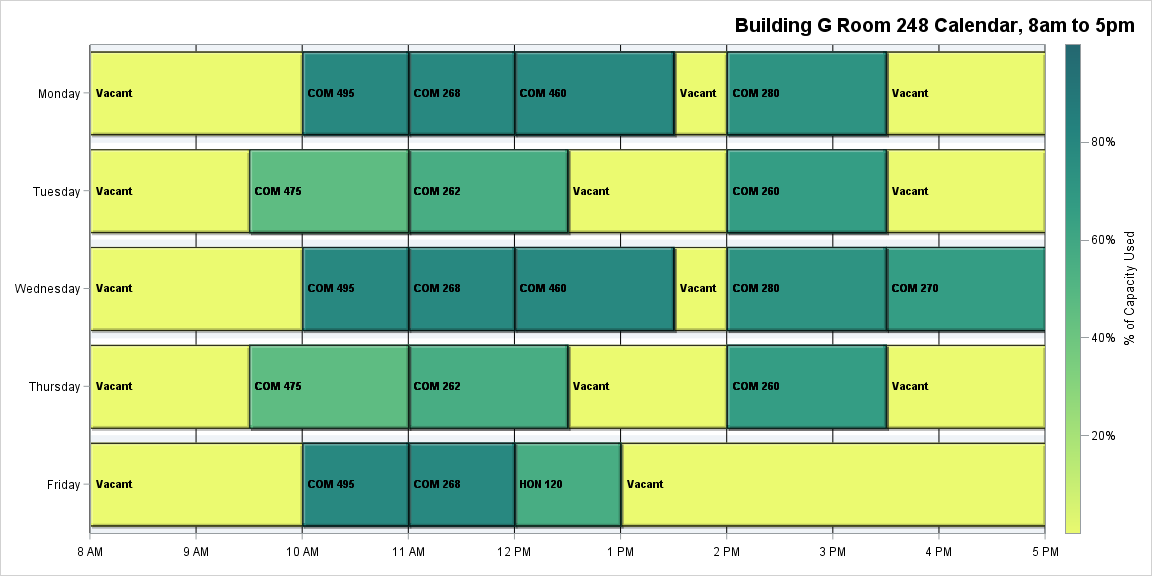 Building G Room 248 Calendar, 8am to 5pm
Monday
Vacant
COM 495
COM 268
COM 460
Vacant
COM 280
Vacant
Tuesday
Vacant
COM 475
COM 262
Vacant
COM 260
Vacant
Wednesday
Vacant
COM 495
COM 268
COM 460
Vacant
COM 280
COM 270
Thursday
Vacant
COM 475
COM 262
Vacant
COM 260
Vacant
Friday
Vacant
COM 495
COM 268
HON 120
Vacant
8 AM
9 AM
10 AM
11 AM
12 PM
1 PM
2 PM
3 PM
4 PM
5 PM
80%
60%
40%
20%
% of Capacity Used